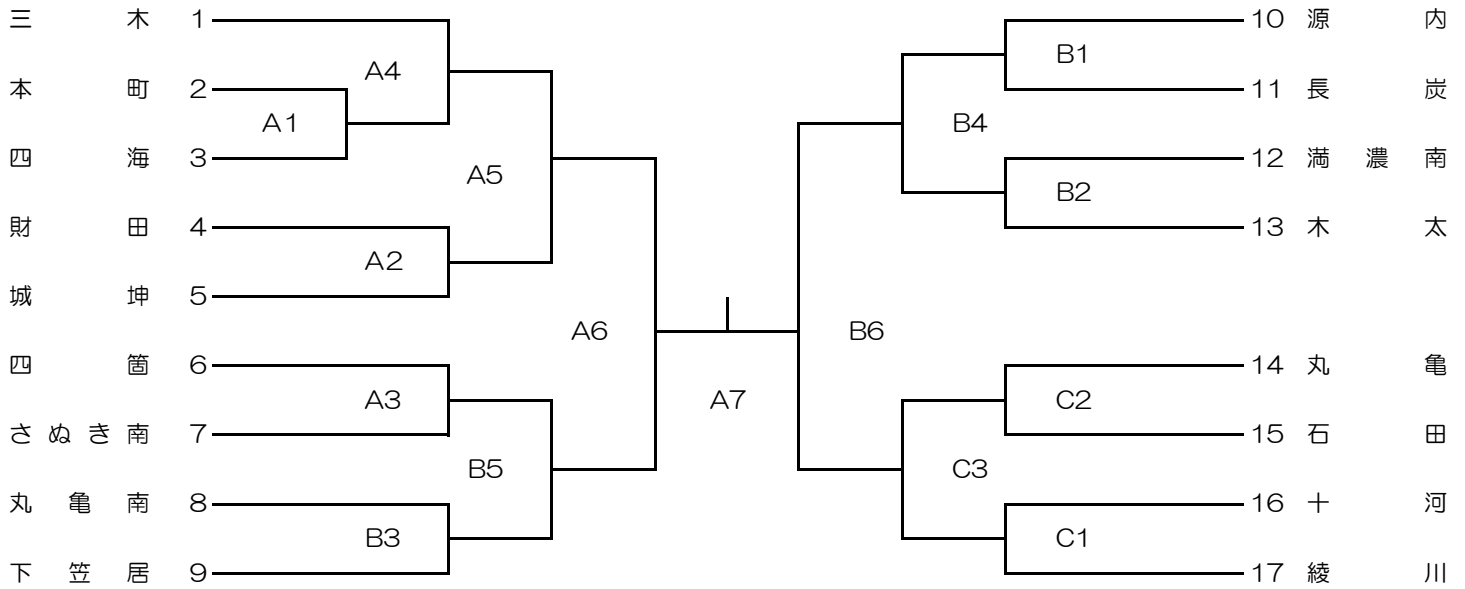 三木 1 10 源内
A4 B1
本町 2 11 長炭
A1 B4
四海 3 12 満濃南
A5 B2
財田 4 13 木太
A2
城坤 5
A6 B6
四箇 6 14 丸亀
A3 A7 C2
さぬき南 7 15 石田
B5 C3
丸亀南 8 16 十河
B3 C1
下笠居 9 17 綾川